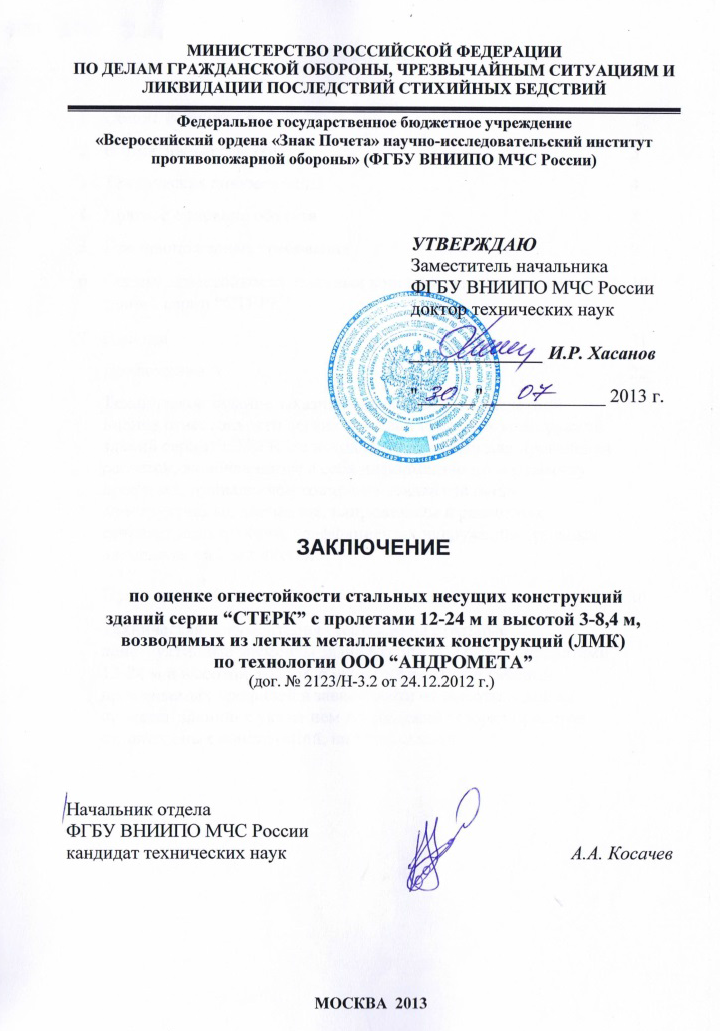 МИНИСТЕРСТВО РОССИЙСКОЙ ФЕДЕРАЦИИ
ПО ДЕЛАМ ГРАЖДАНСКОЙ ОБОРОНЫ, ЧРЕЗВЫЧАЙНЫМ СИТУАЦИЯМ И
ЛИКВИДАЦИИ ПОСЛЕДСТВИЙ СТИХИЙНЫХ БЕДСТВИЙ
Федеральное государственное бюджетное учреждение
«Всероссийский ордена «Знак Почета» научно-исследовательский институт
противопожарной обороны» (ФГБУ ВНИИПО МЧС России)
УТВЕРЖДАЮ
Заместитель начальника
ФГБУ ВНИИПО МЧС России
доктор технических наук
И.Р. Хасанов
"30" 07 2013 г.
ЗАКЛЮЧЕНИЕ
по оценке огнестойкости стальных несущих конструкций
зданий серии “СТЕРК” с пролетами 12-24 м и высотой 3-8,4 м,
возводимых из легких металлических конструкций (ЛМК)
по технологии ООО “АНДРОМЕТА”
(дог. № 2123/Н-3.2 от 24.12.2012 г.)
Начальник отдела
ФГБУ ВНИИПО МЧС России
кандидат технических наук А.А. Косачев
МОСКВА 2013